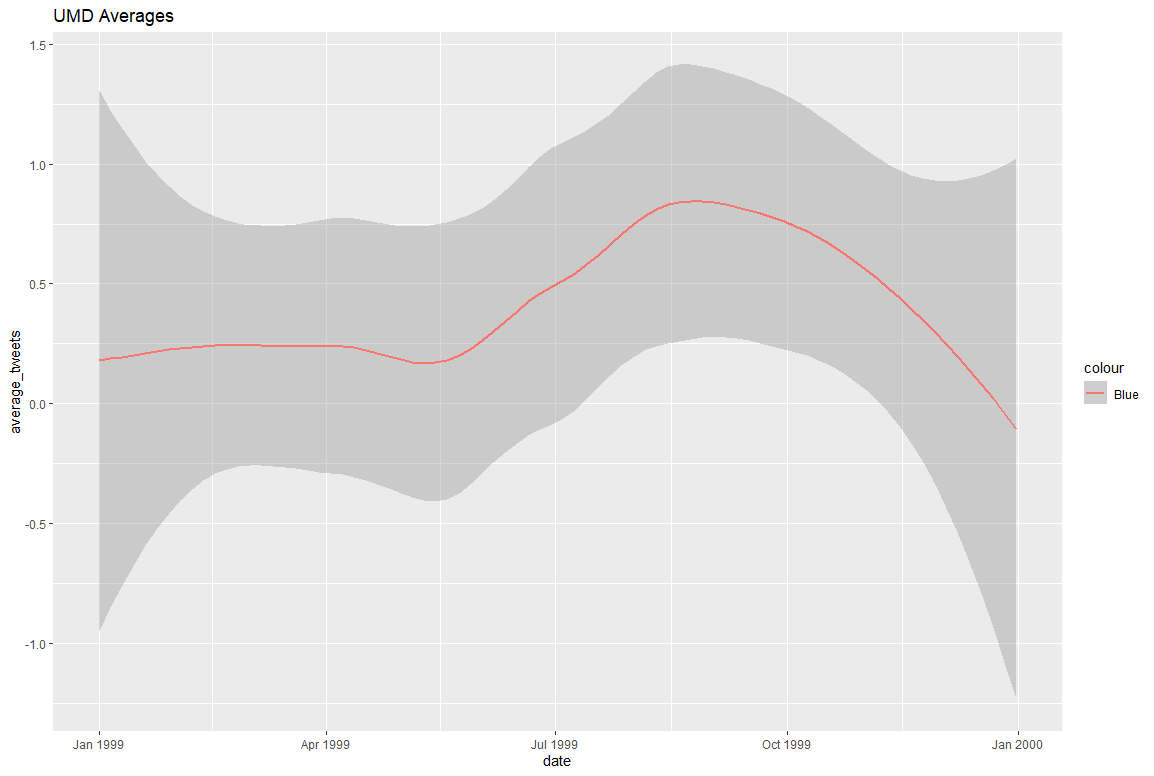 UMD Averages
1.5
1.0
0.5
0.0
-0.5
-1.0
average_tweets
Jan 1999
Apr 1999
Jul 1999
Oct 1999
Jan 2000
date
colour
Blue